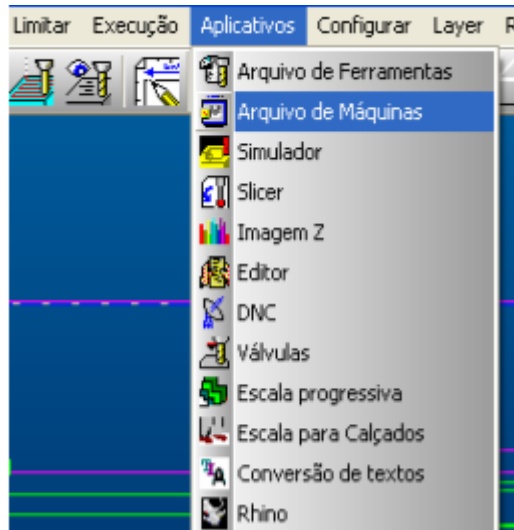 Limitar Execução Aplicativos Configurar Layer
Arquivo de Ferramentas
Arquivo de Máquinas
Simulador
Slicer
Imagem Z
Editor
DNC
Válvulas
Escala progressiva
Escala para Calçados
Conversão de textos
Rhino